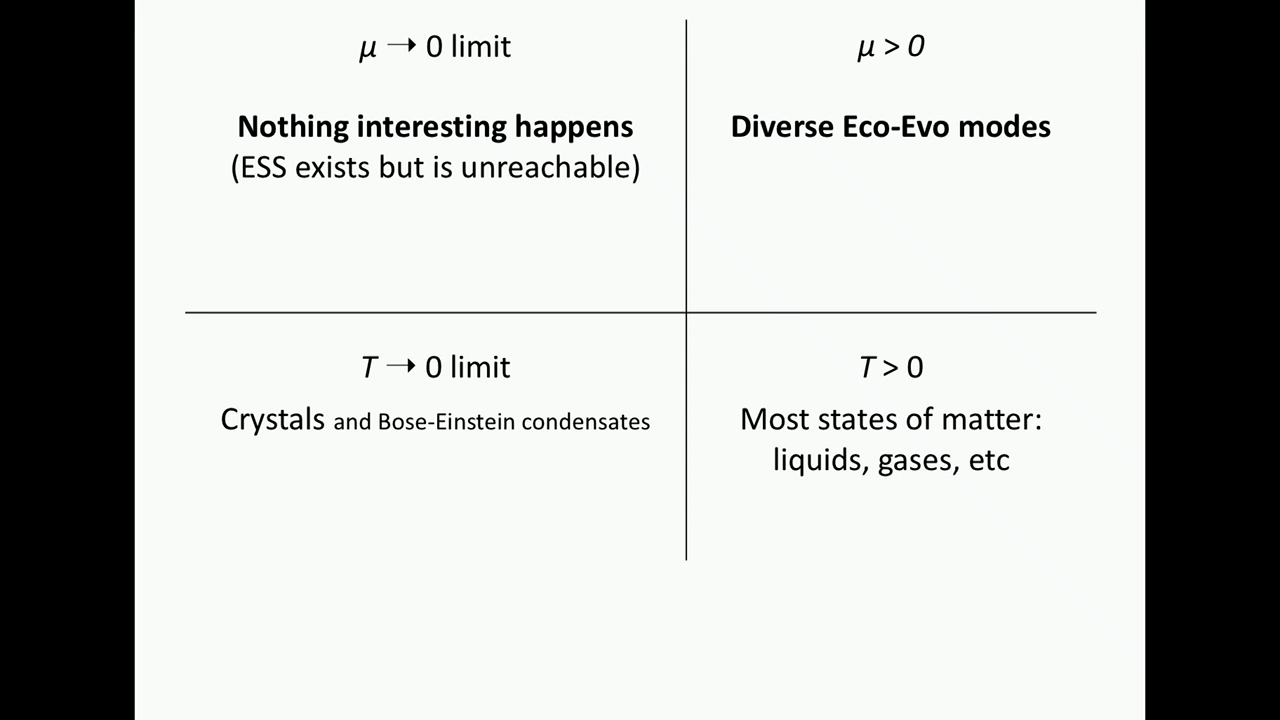 μ → 0 limit
Nothing interesting happens
(ESS exists but is unreachable)
μ > 0
Diverse Eco-Evo modes
T → 0 limit
Crystals and Bose-Einstein condensates
T > 0
Most states of matter:
liquids, gases, etc